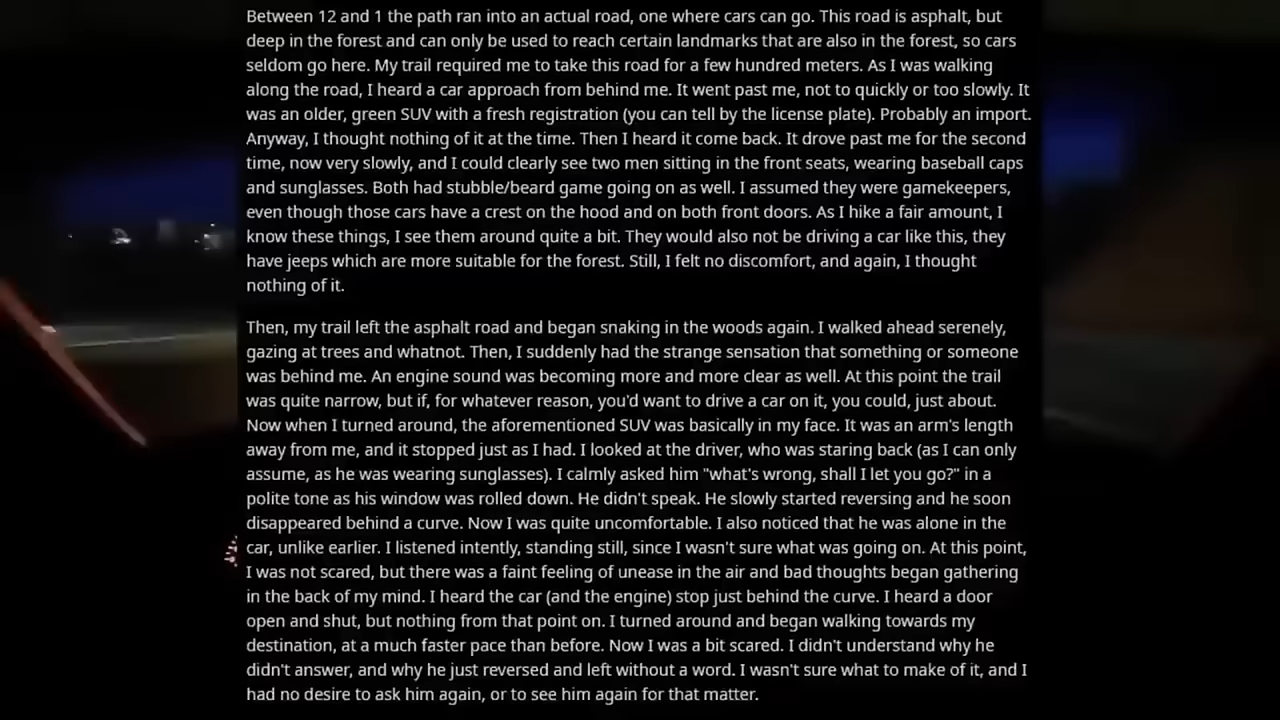 Between 12 and 1 the path ran into an actual road, one where cars can go. This road is asphalt, but
deep in the forest and can only be used to reach certain landmarks that are also in the forest, so cars
seldom go here. My trail required me to take this road for a few hundred meters. As I was walking
along the road, I heard a car approach from behind me. It went past me, not to quickly or too slowly. It
was an older, green SUV with a fresh registration (you can tell by the license plate). Probably an import.
Anyway, I thought nothing of it at the time. Then I heard it come back. It drove past me for the second
time, now very slowly, and I could clearly see two men sitting in the front seats, wearing baseball caps
and sunglasses. Both had stubble/beard game going on as well. I assumed they were gamekeepers,
even though those cars have a crest on the hood and on both front doors. As I hike a fair amount, I
know these things, I see them around quite a bit. They would also not be driving a car like this, they
have jeeps which are more suitable for the forest. Still, I felt no discomfort, and again, I thought
nothing of it.
Then, my trail left the asphalt road and began snaking in the woods again. I walked ahead serenely,
gazing at trees and whatnot. Then, I suddenly had the strange sensation that something or someone
was behind me. An engine sound was becoming more and more clear as well. At this point the trail
was quite narrow, but if, for whatever reason, you'd want to drive a car on it, you could, just about.
Now when I turned around, the aforementioned SUV was basically in my face. It was an arm's length
away from me, and it stopped just as I had. I looked at the driver, who was staring back (as I can only
assume, as he was wearing sunglasses). I calmly asked him "what's wrong, shall I let you go?" in a
polite tone as his window was rolled down. He didn't speak. He slowly started reversing and he soon
disappeared behind a curve. Now I was quite uncomfortable. I also noticed that he was alone in the
car, unlike earlier. I listened intently, standing still, since I wasn't sure what was going on. At this point,
I was not scared, but there was a faint feeling of unease in the air and bad thoughts began gathering
in the back of my mind. I heard the car (and the engine) stop just behind the curve. I heard a door
open and shut, but nothing from that point on. I turned around and began walking towards my
destination, at a much faster pace than before. Now I was a bit scared. I didn't understand why he
didn't answer, and why he just reversed and left without a word. I wasn't sure what to make of it, and I
had no desire to ask him again, or to see him again for that matter.